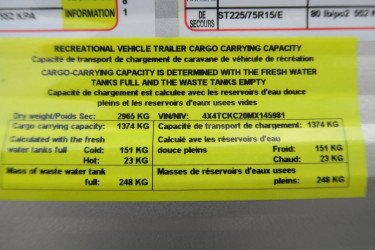 552 KPA
INFORMATION
DE SECOURS
ST225/75R15/E
RECREATIONAL VEHICLE TRAILER CARGO CARRYING CAPACITY
Capacité de transport de chargement de caravane de véhicule de récréation
CARGO-CARRYING CAPACITY IS DETERMINED WITH THE FRESH WATER
TANKS FULL AND THE WASTE TANKS EMPTY
Capacité de chargement est calculee avec les reservoirs d'eau douce
pleins et les reservoirs d'eaux usees vides
Dry weight/Poids Sec: 2965 KG VIN/NIV: 4X4TCKC20MX145981
Cargo carrying capacity: 1374 KG Capacité de transport de chargement: 1374 KG
Calculated with the fresh Calculé avec les réservoirs d'eau
water tanks full: Cold: 151 KG douce pleins: Froid: 151 KG
Hot: 23 KG Chaud: 23 KG
Mass of waste water tank Masses de réservoirs d'eaux usees
full: 248 KG pleins: 248 KG